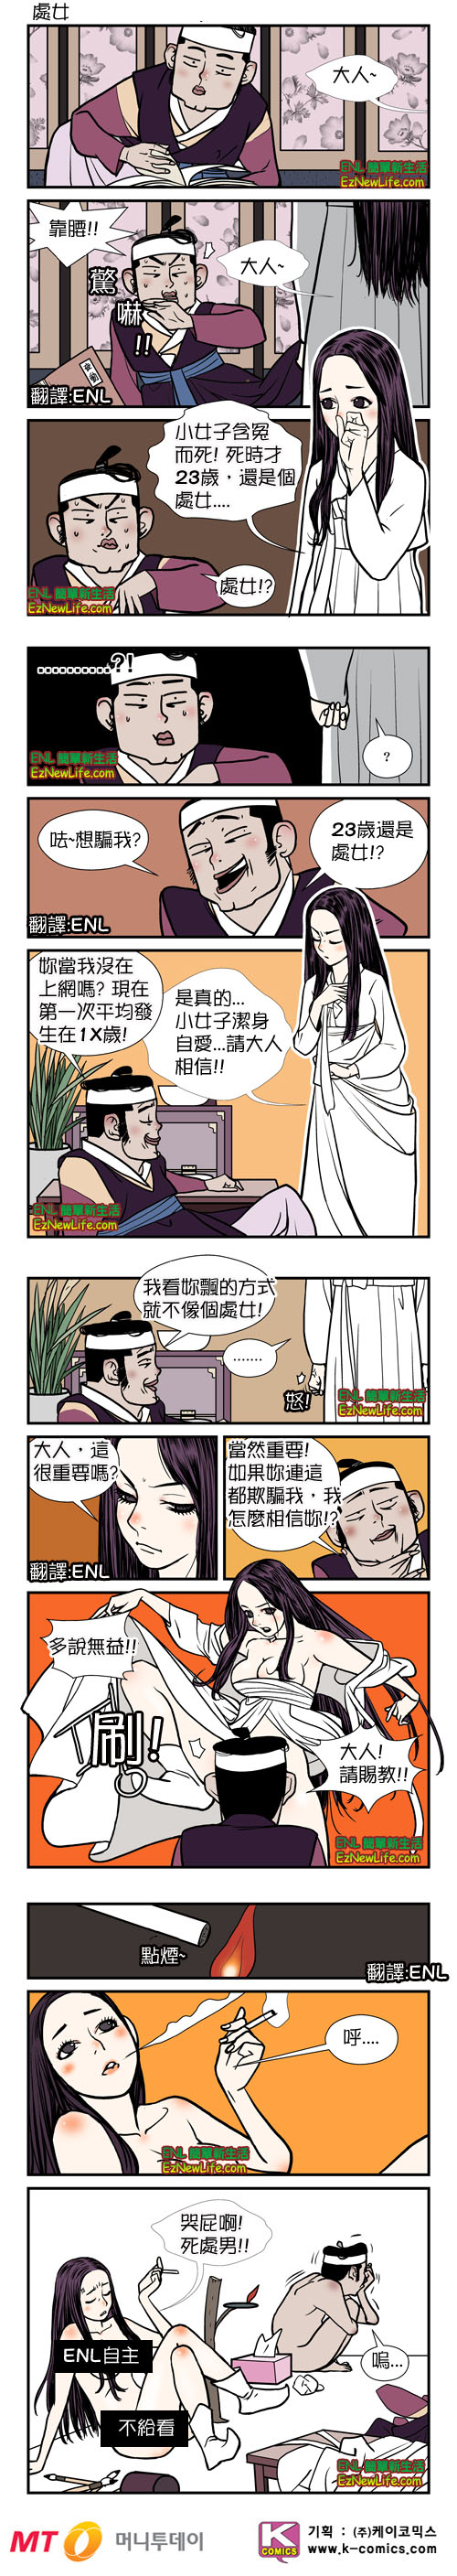 處女
大人~
ENL 簡單新生活
EzNewLife.com
靠腰!!
驚
嚇
!!
大人~
翻譯:ENL
小女子含冤
而死! 死時才
23歲，還是個
處女....
處女!?
ENL 簡單新生活
EzNewLife.com
..........?!
?
ENL 簡單新生活
EzNewLife.com
呿~想騙我?
23歲還是
處女!?
翻譯:ENL
妳當我沒在
上網嗎? 現在
第一次平均發
生在1X歲!
是真的...
小女子潔身
自愛...請大人
相信!!
ENL 簡單新生活
EzNewLife.com
我看妳飄的方式
就不像個處女!
.......
怒!
ENL 簡單新生活
EzNewLife.com
大人，這
很重要嗎?
翻譯:ENL
當然重要!
如果妳連這
都欺騙我，我
怎麼相信妳!?
多說無益!!
刷!
大人!
請賜教!!
ENL 簡單新生活
EzNewLife.com
點煙~
翻譯:ENL
呼....
ENL 簡單新生活
EzNewLife.com
哭屁啊!
死處男!!
ENL自主
不給看
嗚...
ENL 簡單新生活
EzNewLife.com
MT 머니투데이
K COMICS
기획 : (주)케이코믹스
www.k-comics.com